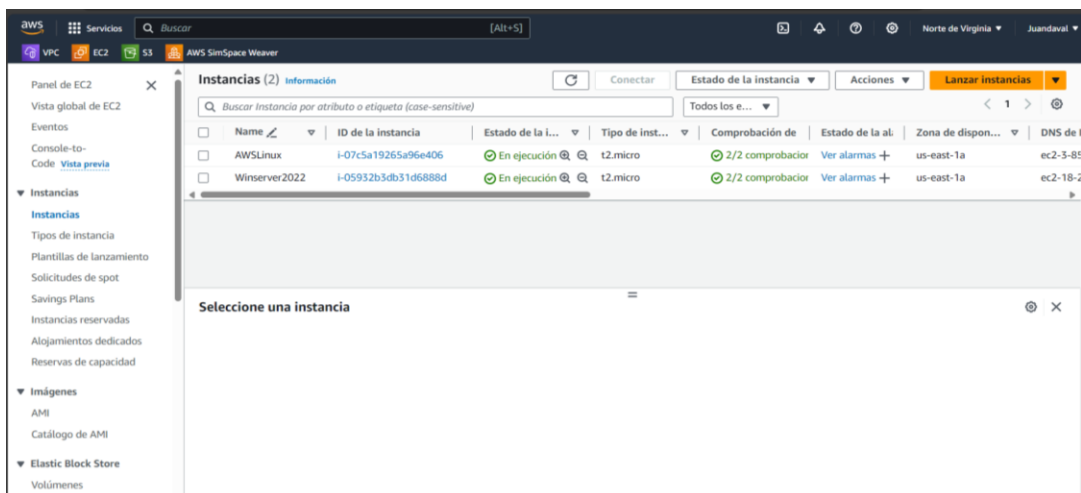 aws Servicios Buscar [Alt+S] Norte de Virginia Juandaval
VPC EC2 S3 AWS SimSpace Weaver
Panel de EC2
Vista global de EC2
Eventos
Console-to-
Code Vista previa
Instancias
Instancias
Tipos de instancia
Plantillas de lanzamiento
Solicitudes de spot
Savings Plans
Instancias reservadas
Alojamientos dedicados
Reservas de capacidad
Imágenes
AMI
Catálogo de AMI
Elastic Block Store
Volúmenes
Instancias (2) Información Conectar Estado de la instancia Acciones Lanzar instancias
Buscar Instancia por atributo o etiqueta (case-sensitive) Todos los e... 1
Name ID de la instancia Estado de la i... Tipo de inst... Comprobación de Estado de la al Zona de dispon... DNS de
AWSLinux i-07c5a19265a96e406 En ejecución t2.micro 2/2 comprobacior Ver alarmas + us-east-1a ec2-3-85
Winserver2022 i-05932b3db31d6888d En ejecución t2.micro 2/2 comprobacior Ver alarmas + us-east-1a ec2-18-2
Seleccione una instancia